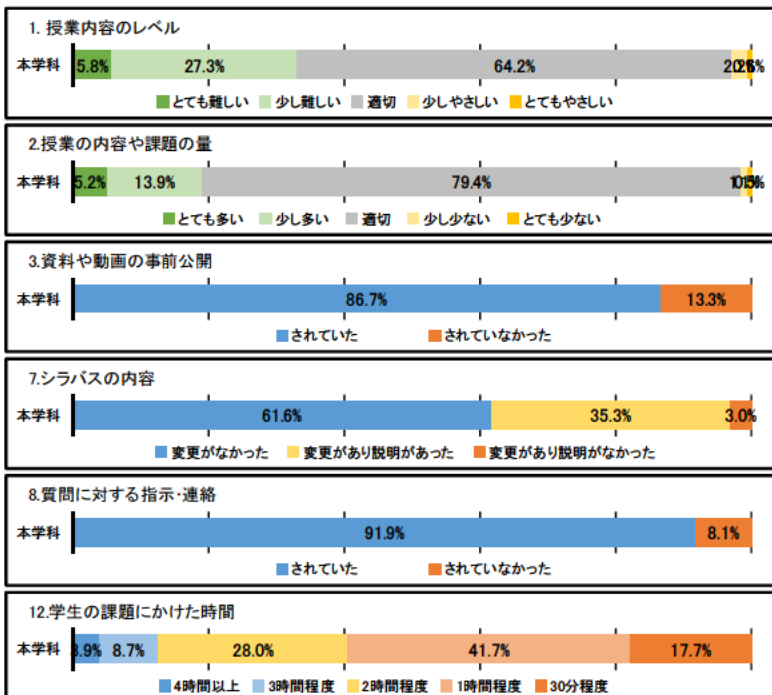 1. 授業内容のレベル
本学科 5.8% 27.3% 64.2%
とても難しい 少し難しい 適切 少しやさしい とてもやさしい
2.授業の内容や課題の量
本学科 5.2% 13.9% 79.4%
とても多い 少し多い 適切 少し少ない とても少ない
3.資料や動画の事前公開
本学科 86.7% 13.3%
されていた されていなかった
7.シラバスの内容
本学科 61.6% 35.3% 3.0%
変更がなかった 変更があり説明があった 変更があり説明がなかった
8.質問に対する指示・連絡
本学科 91.9% 8.1%
されていた されていなかった
12.学生の課題にかけた時間
本学科 3.9% 8.7% 28.0% 41.7% 17.7%
4時間以上 3時間程度 2時間程度 1時間程度 30分程度